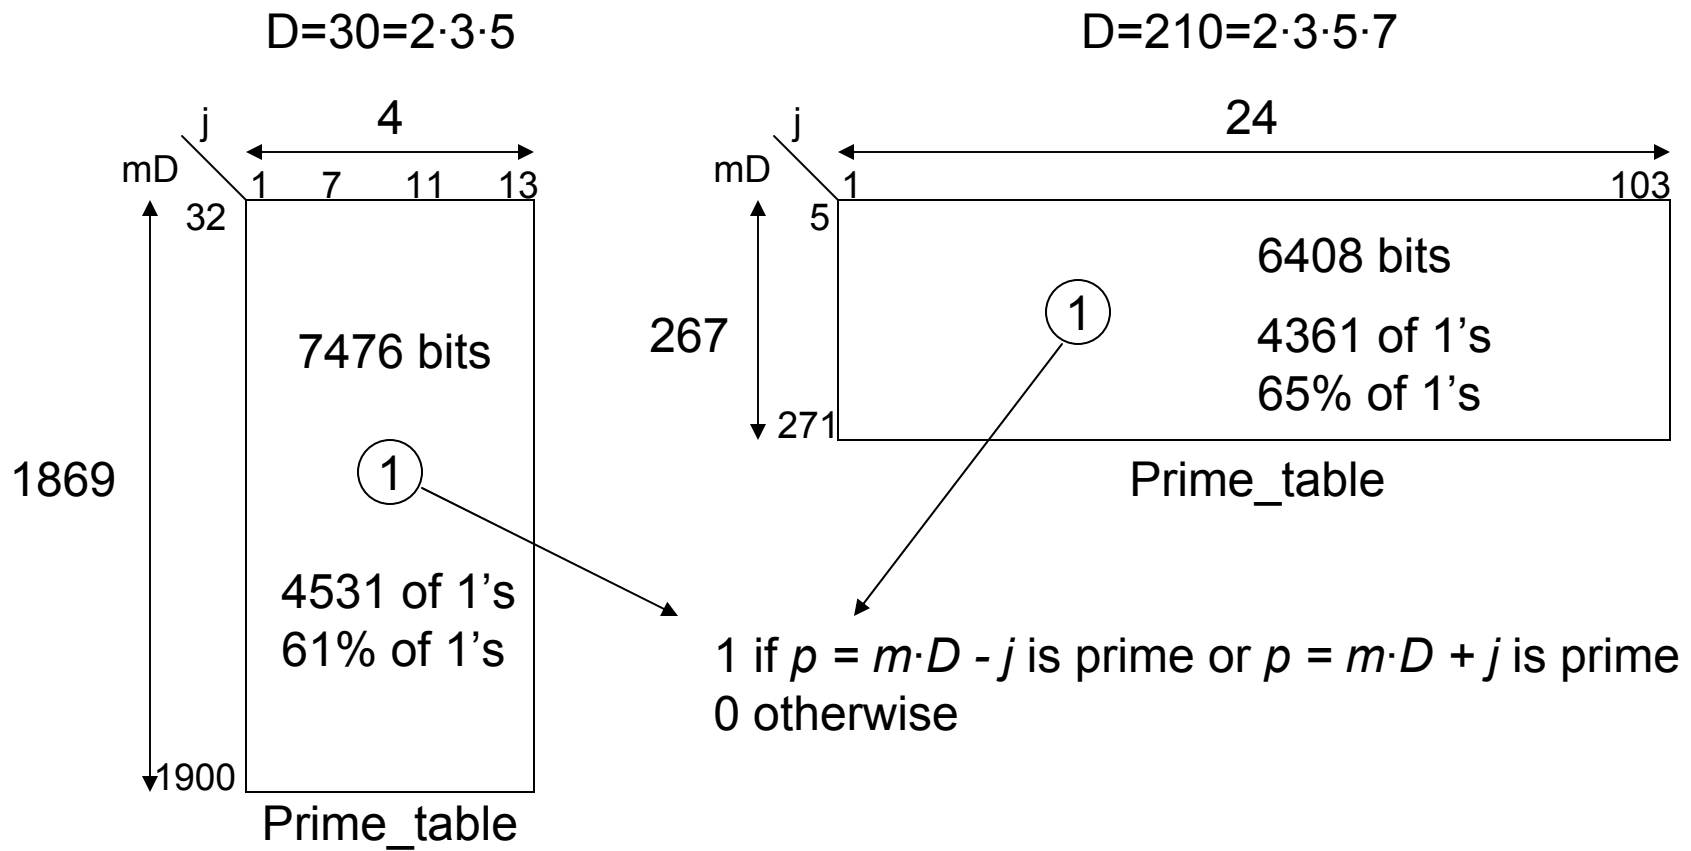 D=30=2·3·5
j
4
mD
1 7 11 13
32
7476 bits
1869
1
4531 of 1’s
61% of 1’s
1900
Prime_table
D=210=2·3·5·7
j
24
mD
1 103
5
6408 bits
1
267
4361 of 1’s
65% of 1’s
271
Prime_table
1 if p = m·D - j is prime or p = m·D + j is prime
0 otherwise